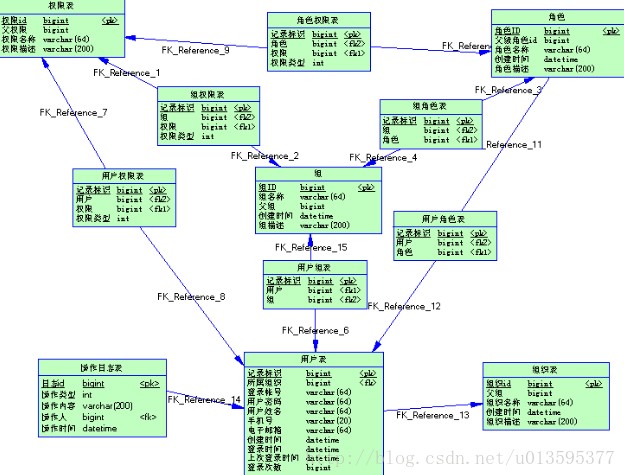 权限表
权限id bigint <pk>
父权限 bigint
权限名称 varchar(64)
权限描述 varchar(200)
角色权限表
记录标识 bigint <pk>
角色 bigint <fk2>
权限 bigint <fk1>
权限类型 int
角色
角色ID bigint <pk>
父级角色id bigint
角色名称 varchar(64)
创建时间 datetime
角色描述 varchar(200)
FK_Reference_9
FK_Refere
FK_Reference_1
FK_Reference_3
FK_Reference_7
组权限表
记录标识 bigint <pk>
组 bigint <fk2>
权限 bigint <fk1>
权限类型 int
组角色表
记录标识 bigint <pk>
组 bigint <fk2>
角色 bigint <fk1>
Reference_11
FK_Reference_2
FK_Reference_4
用户权限表
记录标识 bigint <pk>
用户 bigint <fk2>
权限 bigint <fk1>
权限类型 int
组
组ID bigint <pk>
组名称 varchar(64)
父组 bigint
创建时间 datetime
组描述 varchar(200)
用户角色表
记录标识 bigint <pk>
用户 bigint <fk2>
角色 bigint <fk1>
FK_Reference_15
用户组表
记录标识 bigint <pk>
用户 bigint <fk1>
组 bigint <fk2>
FK_Reference_8
FK_Reference_12
FK_Reference_6
操作日志表
日志id bigint <pk>
操作类型 int
操作内容 varchar(200)
操作人 bigint <fk>
操作时间 datetime
FK_Reference_14
用户表
记录标识 bigint <pk>
所属组织 bigint <fk>
登录帐号 varchar(64)
用户密码 varchar(64)
用户姓名 varchar(64)
手机号 varchar(20)
电子邮箱 varchar(64)
创建时间 datetime
登录时间 datetime
上次登录时间 datetime
登录次数 bigint
FK_Reference_13
组织表
组织id bigint <pk>
父组 bigint
组织名称 varchar(64)
创建时间 datetime
组织描述 varchar(200)
http://blog.csdn.net/u013595377